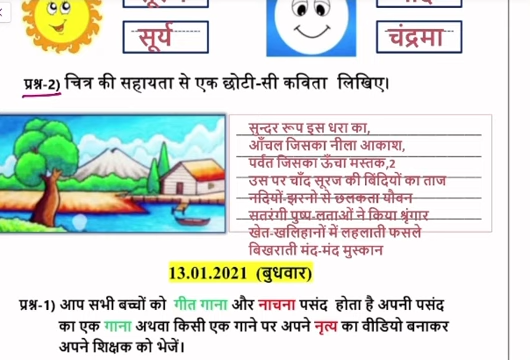 सूर्य
चंद्रमा
प्रश्न-2) चित्र की सहायता से एक छोटी-सी कविता लिखिए।
सुन्दर रूप इस धरा का,
आँचल जिसका नीला आकाश,
पर्वत जिसका ऊँचा मस्तक,2
उस पर चाँद सूरज की बिंदियों का ताज
नदियों-झरनो से छलकता यौवन
सतरंगी पुष्प-लताओं ने किया श्रृंगार
खेत-खलिहानों में लहलाती फसले
बिखराती मंद-मंद मुस्कान
13.01.2021 (बुधवार)
प्रश्न-1) आप सभी बच्चों को गीत गाना और नाचना पसंद होता है अपनी पसंद
का एक गाना अथवा किसी एक गाने पर अपने नृत्य का वीडियो बनाकर
अपने शिक्षक को भेजें।